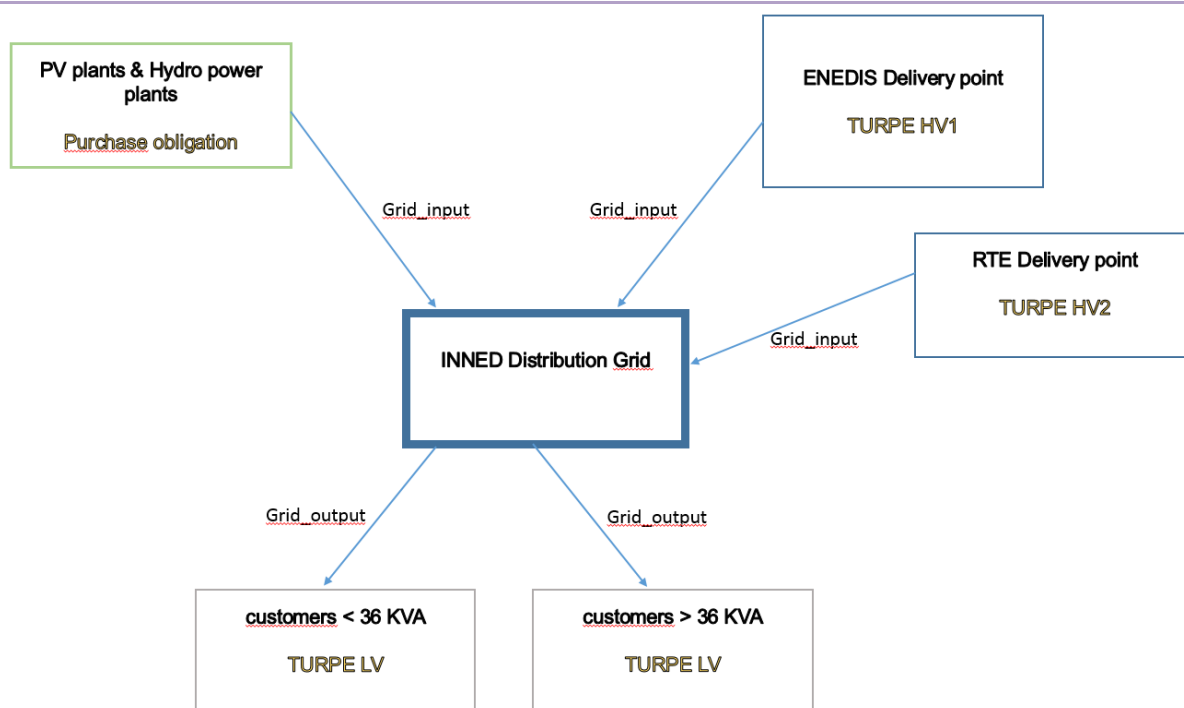 PV plants & Hydro power
plants
Purchase obligation
ENEDIS Delivery point
TURPE HV1
Grid_input
Grid_input
RTE Delivery point
TURPE HV2
Grid_input
INNED Distribution Grid
Grid_output
Grid_output
customers < 36 KVA
TURPE LV
customers > 36 KVA
TURPE LV